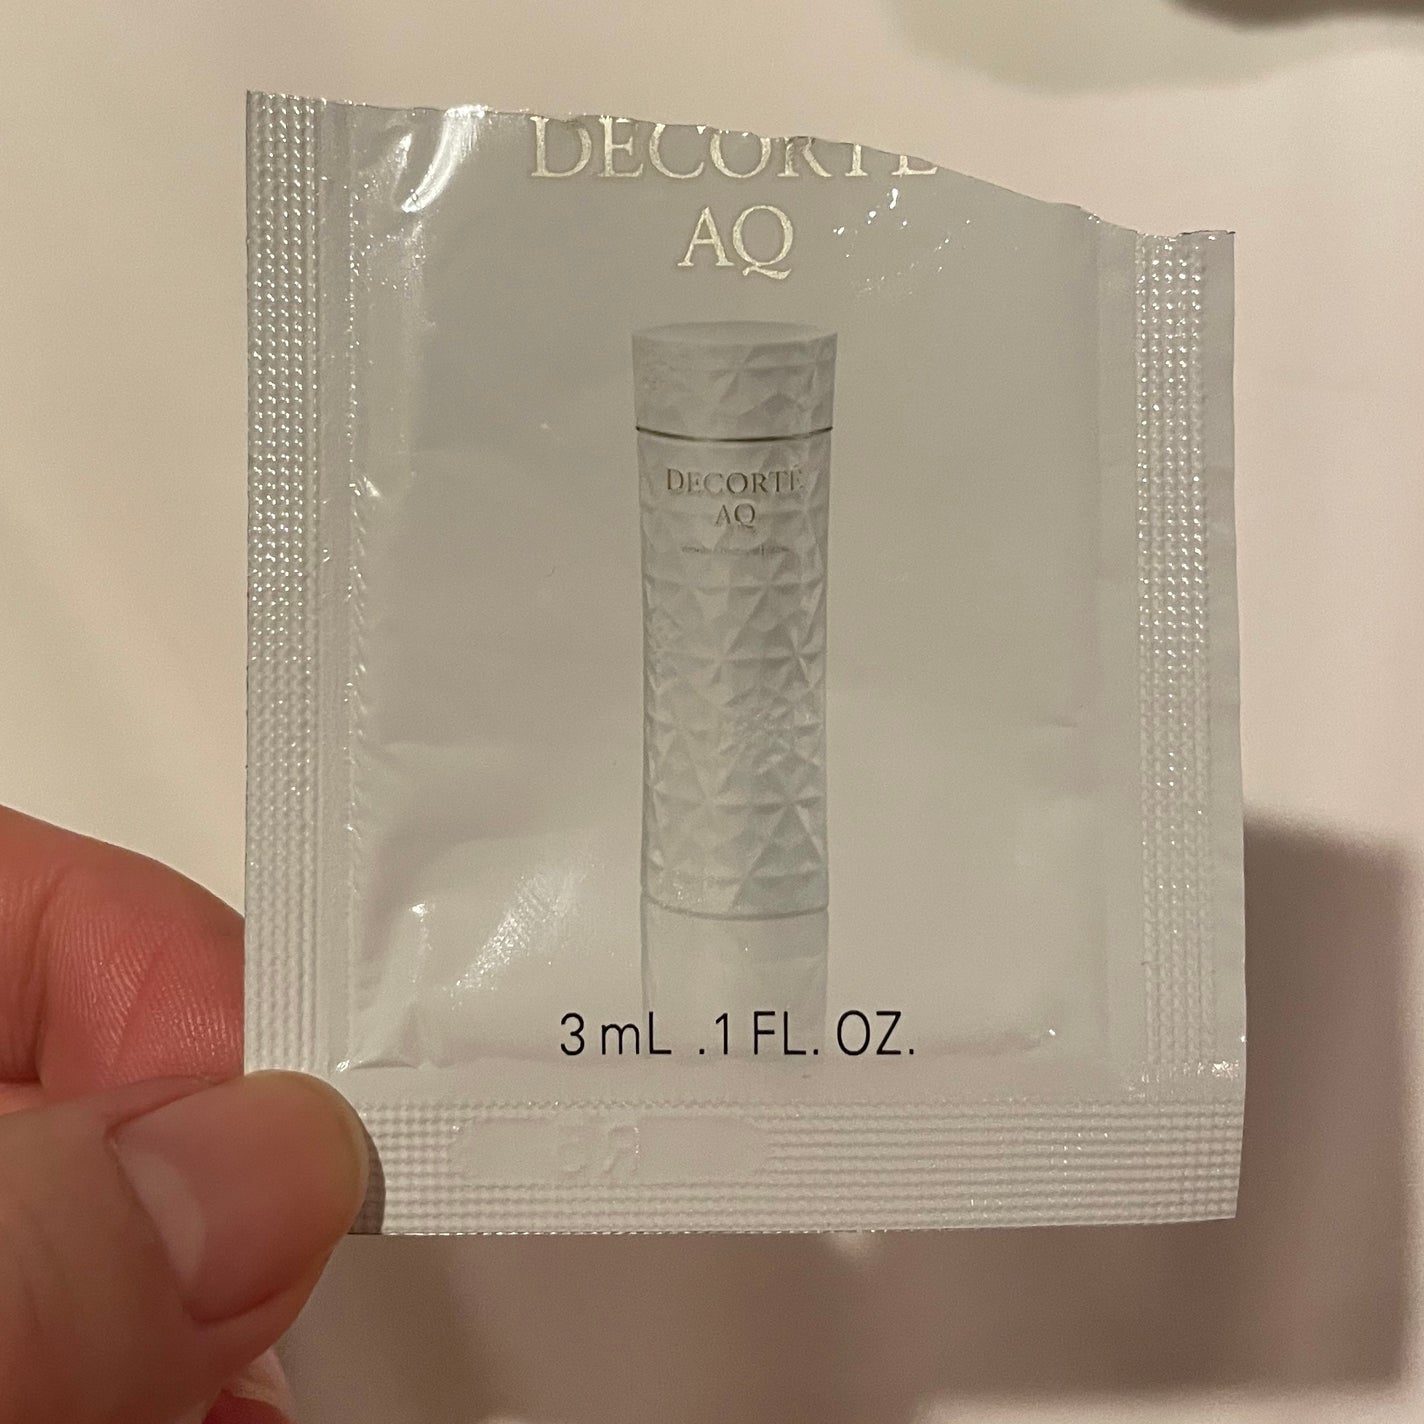 DECORTÉ
AQ
DECORTÉ
AQ
3 mL .1 FL. OZ.